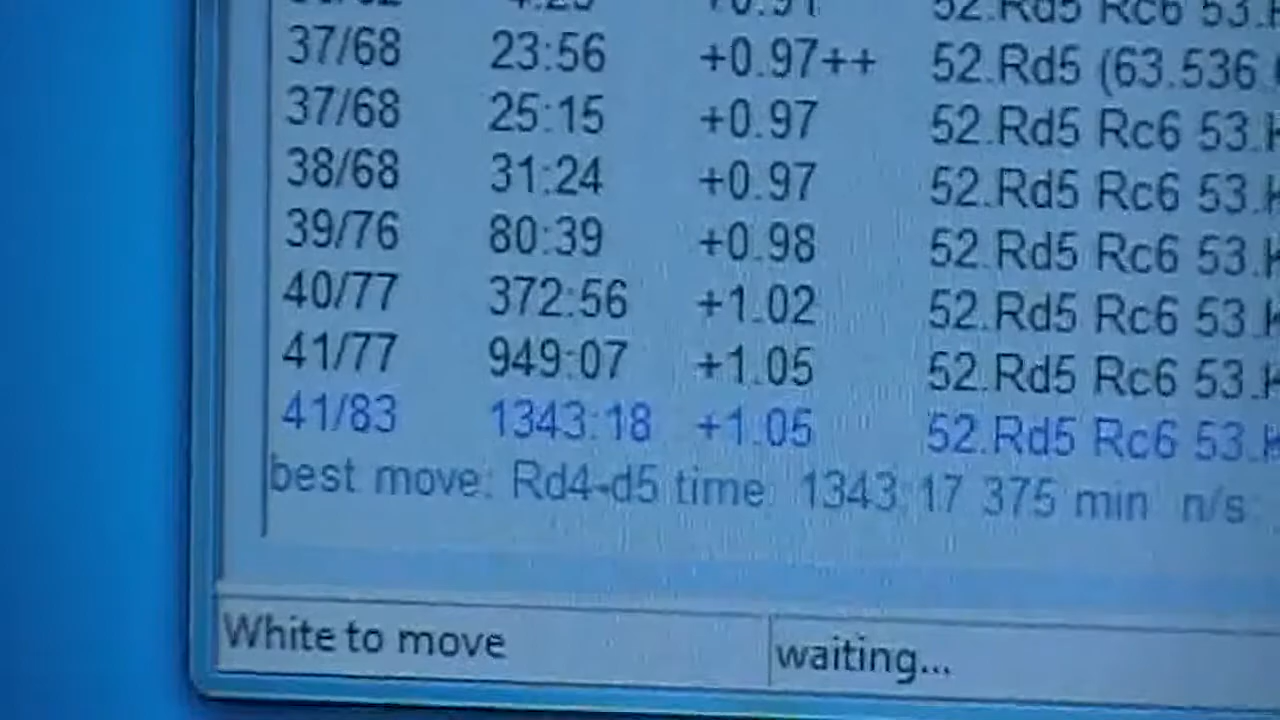 37/68 23:56 +0.97++ 52.Rd5 (63.536
37/68 25:15 +0.97 52.Rd5 Rc6 53.K
38/68 31:24 +0.97 52.Rd5 Rc6 53.K
39/76 80:39 +0.98 52.Rd5 Rc6 53.K
40/77 372:56 +1.02 52.Rd5 Rc6 53.K
41/77 949:07 +1.05 52.Rd5 Rc6 53.K
41/83 1343:18 +1.05 52.Rd5 Rc6 53.K
best move: Rd4-d5 time: 1343:17 375 min n/s:
White to move
waiting...